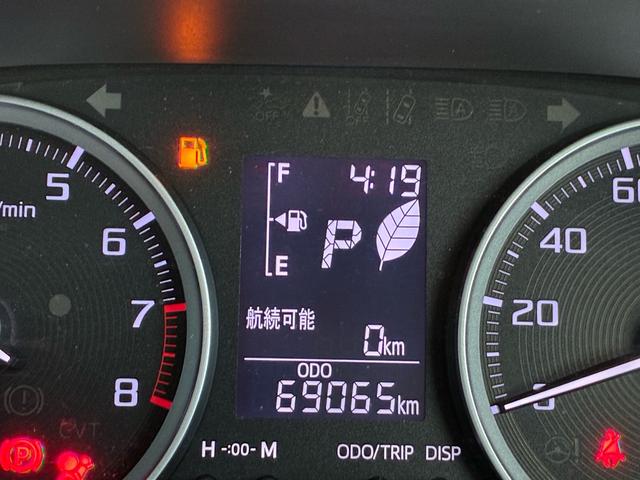 OFF
OFF
A
5
/min
6
7
8
CVT
P
F
4:19
E
P
航続可能
0km
ODO
69065km
H -:00- M
ODO/TRIP DISP
60
40
20